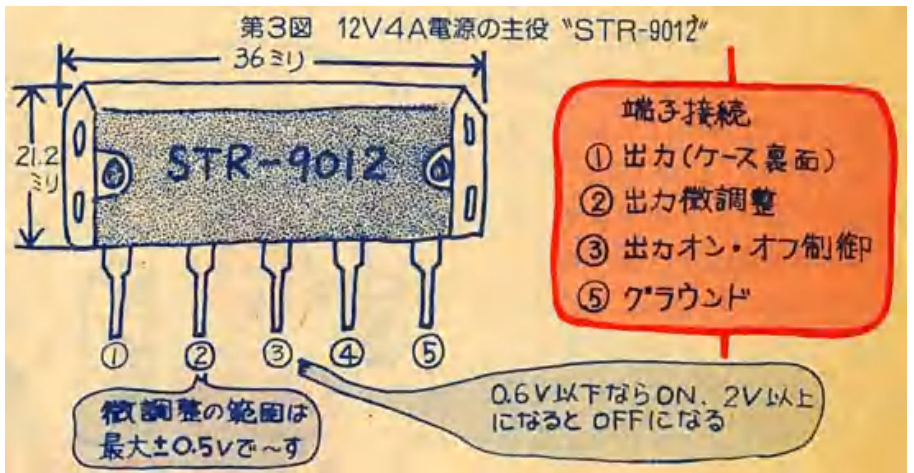 第3図 12V4A電源の主役 "STR-9012"
36ミリ
21.2
ミリ
STR-9012
① ② ③ ④ ⑤
微調整の範囲は
最大±0.5Vで〜す
端子接続
① 出力(ケース裏面)
② 出力微調整
③ 出力オン・オフ制御
⑤ グラウンド
0.6V以下ならON、2V以上
になるとOFFになる